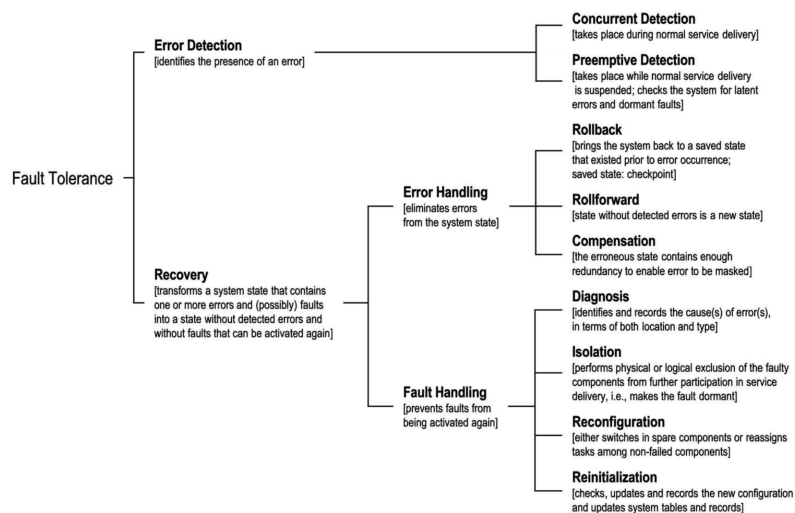 Concurrent Detection
[takes place during normal service delivery]
Error Detection
[identifies the presence of an error]
Preemptive Detection
[takes place while normal service delivery
is suspended; checks the system for latent
errors and dormant faults]
Rollback
[brings the system back to a saved state
that existed prior to error occurrence;
saved state: checkpoint]
Fault Tolerance
Error Handling
[eliminates errors
from the system state]
Rollforward
[state without detected errors is a new state]
Compensation
[the erroneous state contains enough
redundancy to enable error to be masked]
Recovery
[transforms a system state that contains
one or more errors and (possibly) faults
into a state without detected errors and
without faults that can be activated again]
Diagnosis
[identifies and records the cause(s) of error(s),
in terms of both location and type]
Isolation
[performs physical or logical exclusion of the faulty
components from further participation in service
delivery, i.e., makes the fault dormant]
Fault Handling
[prevents faults from
being activated again]
Reconfiguration
[either switches in spare components or reassigns
tasks among non-failed components]
Reinitialization
[checks, updates and records the new configuration
and updates system tables and records]